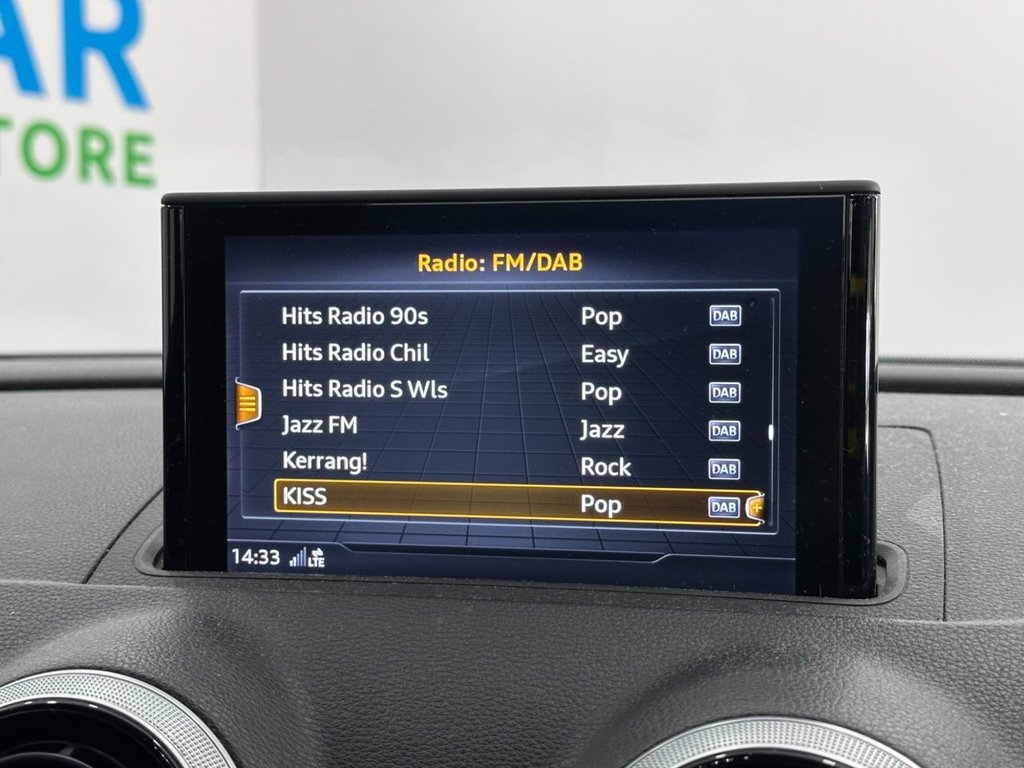 AR
TORE
Radio: FM/DAB
Hits Radio 90s Pop DAB
Hits Radio Chil Easy DAB
Hits Radio S Wls Pop DAB
Jazz FM Jazz DAB
Kerrang! Rock DAB
KISS Pop DAB
14:33 LTE